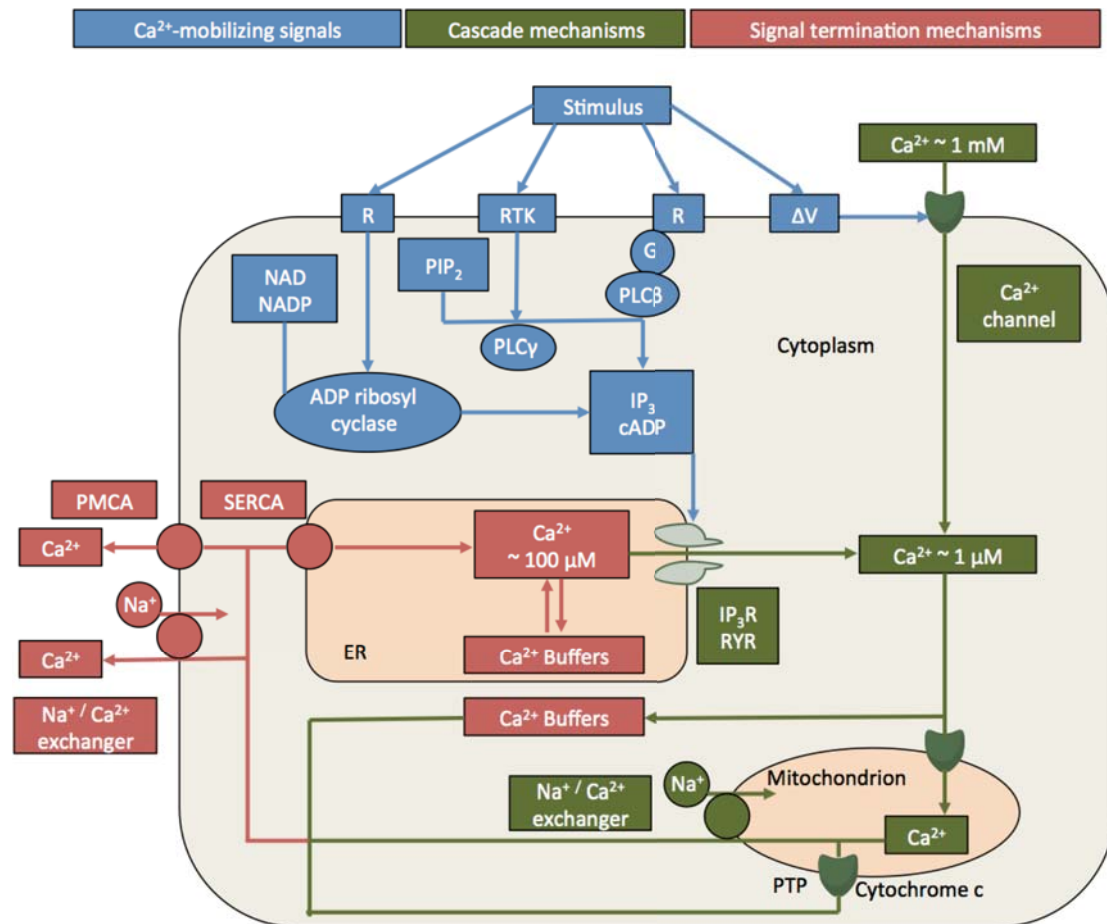 Ca²⁺-mobilizing signals
Cascade mechanisms
Signal termination mechanisms
Stimulus
Ca²⁺ ~ 1 mM
R
RTK
R
ΔV
G
NAD
NADP
PIP₂
PLCβ
Ca²⁺
channel
PLCγ
Cytoplasm
ADP ribosyl
cyclase
IP₃
cADP
PMCA
SERCA
Ca²⁺
Ca²⁺
~ 100 μM
Ca²⁺ ~ 1 μM
Na⁺
IP₃R
RYR
Ca²⁺
ER
Ca²⁺ Buffers
Na⁺ / Ca²⁺
exchanger
Ca²⁺ Buffers
Mitochondrion
Na⁺
Na⁺ / Ca²⁺
exchanger
Ca²⁺
PTP
Cytochrome c